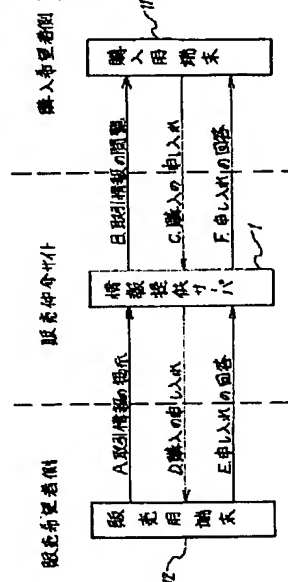 販売希望者側
販売仲介サイト
購入希望者側
販売用端末
12
A.取引情報の掲示
D.購入の申し入れ
E.申し入れの回答
情報提供サーバ
1
B.取引情報の閲覧
C.購入の申し入れ
F.申し入れの回答
購入用端末
11